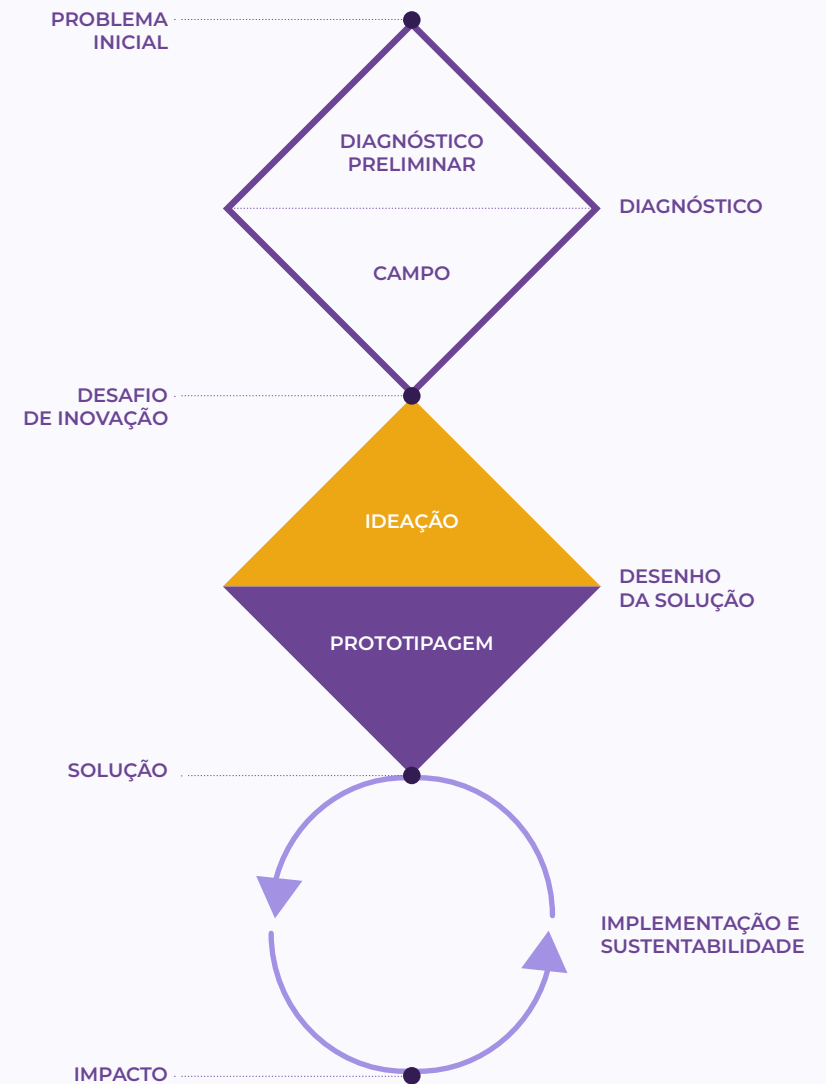 PROBLEMA
INICIAL
DIAGNÓSTICO
PRELIMINAR
DIAGNÓSTICO
CAMPO
DESAFIO
DE INOVAÇÃO
IDEAÇÃO
DESENHO
DA SOLUÇÃO
PROTOTIPAGEM
SOLUÇÃO
IMPLEMENTAÇÃO E
SUSTENTABILIDADE
IMPACTO